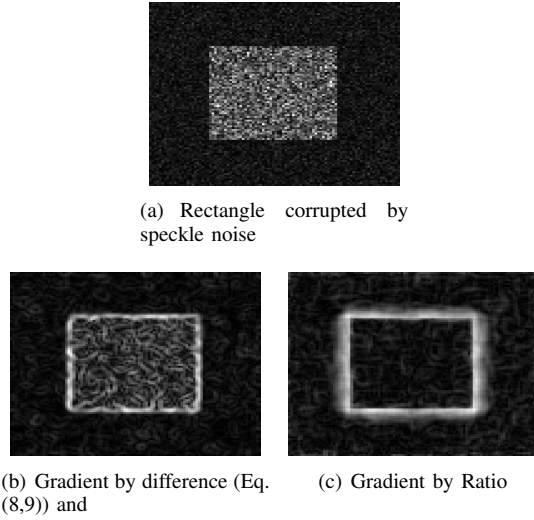 (a) Rectangle corrupted by
speckle noise
(b) Gradient by difference (Eq.
(8,9)) and
(c) Gradient by Ratio